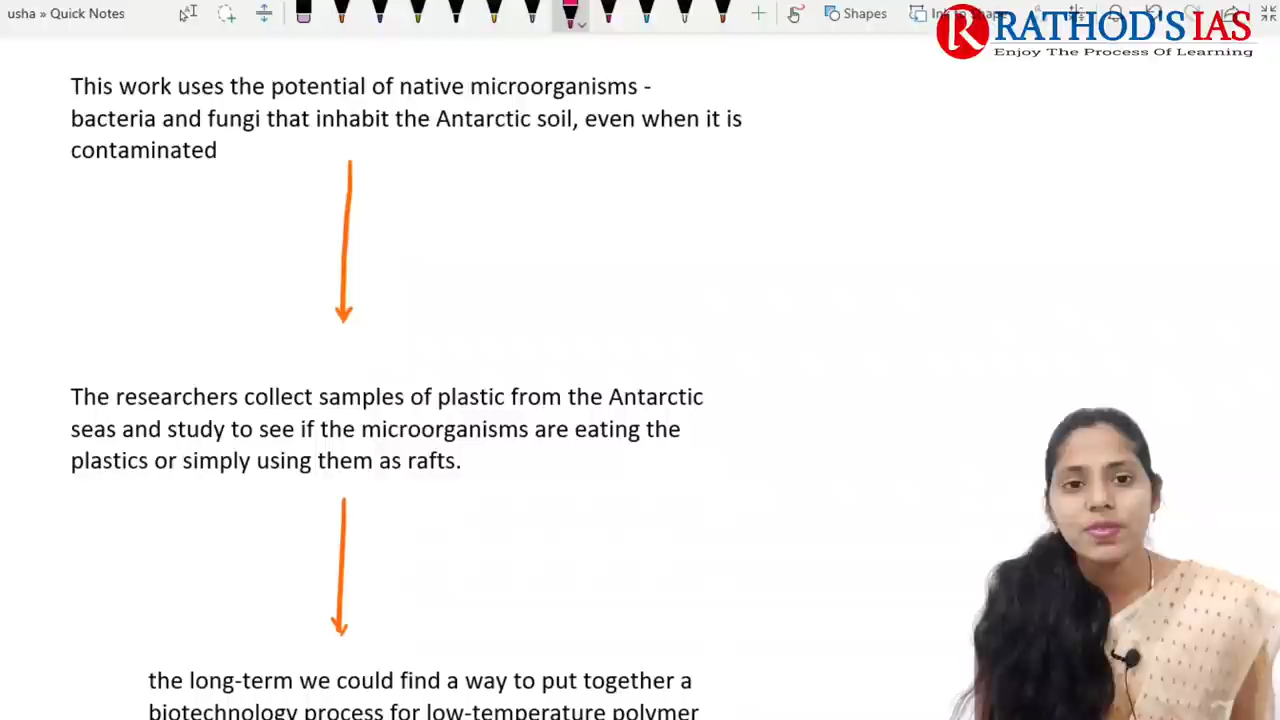 usha » Quick Notes
Shapes
RATHOD'S IAS
Enjoy The Process Of Learning
This work uses the potential of native microorganisms -
bacteria and fungi that inhabit the Antarctic soil, even when it is
contaminated
The researchers collect samples of plastic from the Antarctic
seas and study to see if the microorganisms are eating the
plastics or simply using them as rafts.
the long-term we could find a way to put together a
biotechnology process for low-temperature polymer